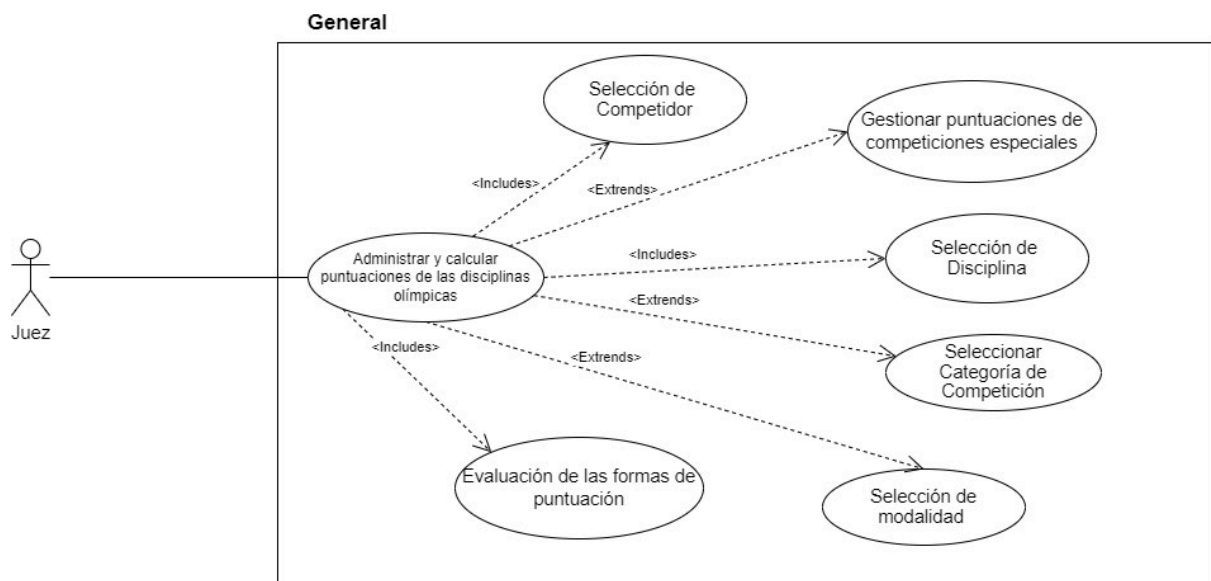 General
Selección de
Competidor
Gestionar puntuaciones de
competiciones especiales
<Includes>
<Extrends>
Administrar y calcular
puntuaciones de las disciplinas
olímpicas
<Includes>
Selección de
Disciplina
<Extrends>
Juez
<Includes>
<Extrends>
Seleccionar
Categoría de
Competición
Evaluación de las formas de
puntuación
Selección de
modalidad